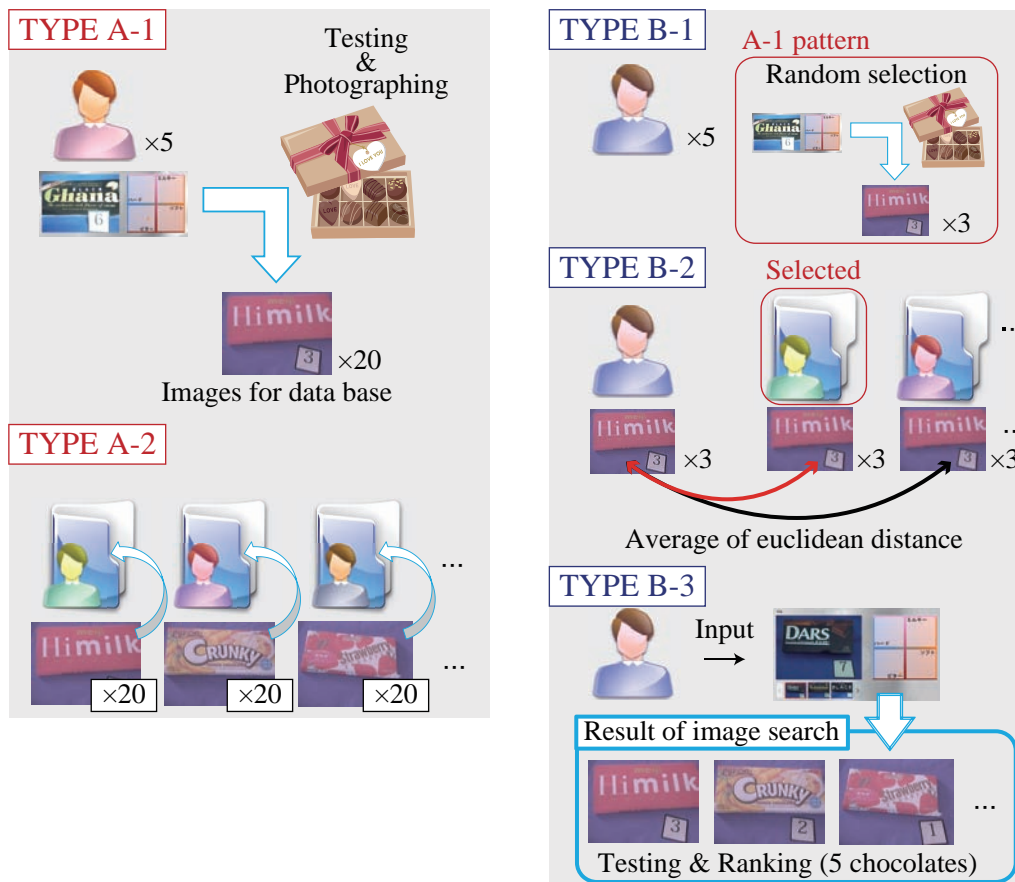 TYPE A-1
Testing
&
Photographing
×5
Ghana
6
Himilk
3
×20
Images for data base
TYPE A-2
...
Himilk
CRUNKY
strawberry
...
×20
×20
×20
TYPE B-1
A-1 pattern
Random selection
×5
Ghana
6
Himilk
3
×3
TYPE B-2
Selected
...
Himilk
3
×3
Himilk
3
×3
Himilk
3
×3
...
Average of euclidean distance
TYPE B-3
Input
DARS
7
Result of image search
Himilk
3
CRUNKY
2
strawberry
1
...
Testing & Ranking (5 chocolates)